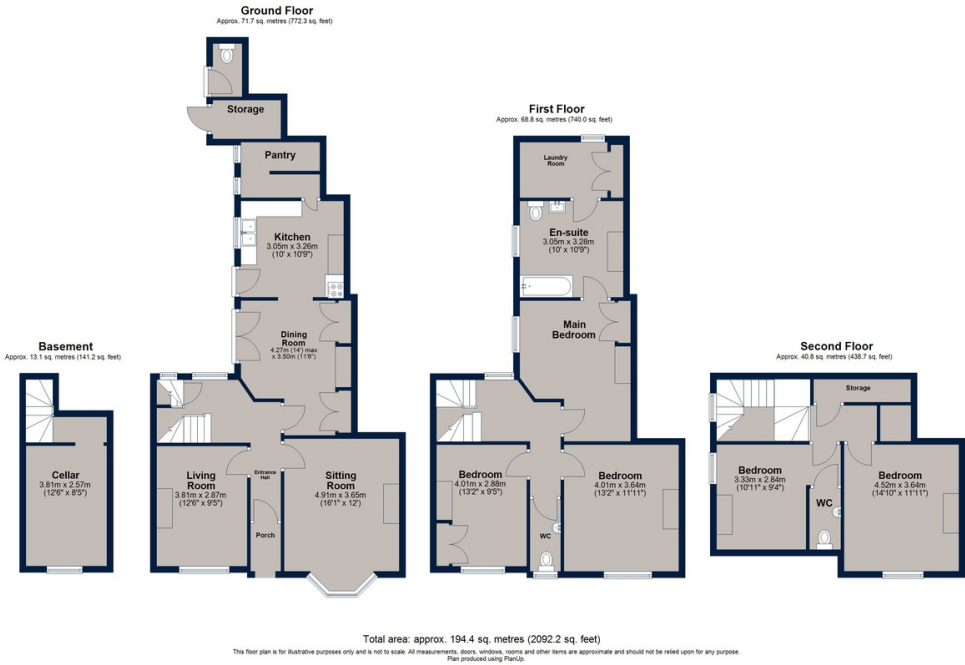 Ground Floor
Approx. 71.7 sq. metres (772.3 sq. feet)
Storage
Pantry
Kitchen
3.05m x 3.26m
(10' x 10'9")
Dining
Room
4.27m (14') max
x 3.50m (11'6")
Living
Room
3.81m x 2.87m
(12'6" x 9'5")
Entrance
Hall
Sitting
Room
4.91m x 3.65m
(16'1" x 12')
Porch
Basement
Approx. 13.1 sq. metres (141.2 sq. feet)
Cellar
3.81m x 2.57m
(12'6" x 8'5")
First Floor
Approx. 68.8 sq. metres (740.0 sq. feet)
Laundry
Room
En-suite
3.05m x 3.28m
(10' x 10'9")
Main
Bedroom
Bedroom
4.01m x 2.88m
(13'2" x 9'5")
WC
Bedroom
4.01m x 3.64m
(13'2" x 11'11")
Second Floor
Approx. 40.8 sq. metres (438.7 sq. feet)
Storage
Bedroom
3.33m x 2.84m
(10'11" x 9'4")
WC
Bedroom
4.52m x 3.64m
(14'10" x 11'11")
Total area: approx. 194.4 sq. metres (2092.2 sq. feet)
This floor plan is for illustrative purposes only and is not to scale. All measurements, doors, windows, rooms and other items are approximate and should not be relied upon for any purpose.
Plan produced using PlanUp.